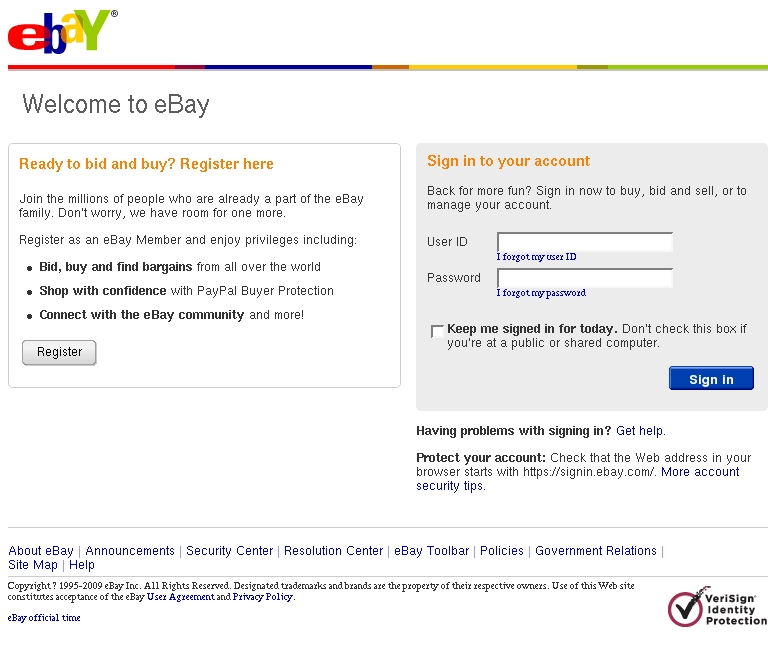 ebaY®
Welcome to eBay
Ready to bid and buy? Register here
Join the millions of people who are already a part of the eBay
family. Don't worry, we have room for one more.
Register as an eBay Member and enjoy privileges including:
• Bid, buy and find bargains from all over the world
• Shop with confidence with PayPal Buyer Protection
• Connect with the eBay community and more!
Register
Sign in to your account
Back for more fun? Sign in now to buy, bid and sell, or to
manage your account.
User ID
I forgot my user ID
Password
I forgot my password
Keep me signed in for today. Don't check this box if
you're at a public or shared computer.
Sign in
Having problems with signing in? Get help.
Protect your account: Check that the Web address in your
browser starts with https://signin.ebay.com/. More account
security tips.
About eBay | Announcements | Security Center | Resolution Center | eBay Toolbar | Policies | Government Relations |
Site Map | Help
Copyright ? 1995-2009 eBay Inc. All Rights Reserved. Designated trademarks and brands are the property of their respective owners. Use of this Web site
constitutes acceptance of the eBay User Agreement and Privacy Policy.
eBay official time
VeriSign
Identity
Protection